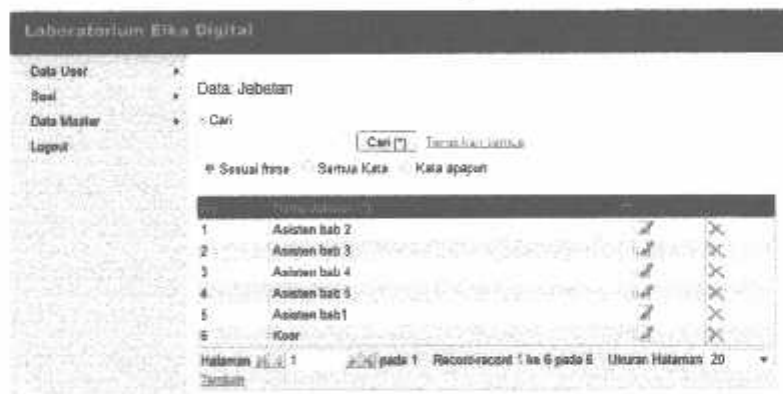 Laboratorium Elka Digital
Data User
Soal
Data Master
Logout
Data: Jabatan
Cari
Cari (*)
Sesuai frase Semua Kata Kata apapun
1 Asisten bab 2
2 Asisten bab 3
3 Asisten bab 4
4 Asisten bab 5
5 Asisten bab1
6 Koor
Halaman 1 pada 1 Record-record 1 ke 6 pada 6 Ukuran Halaman 20